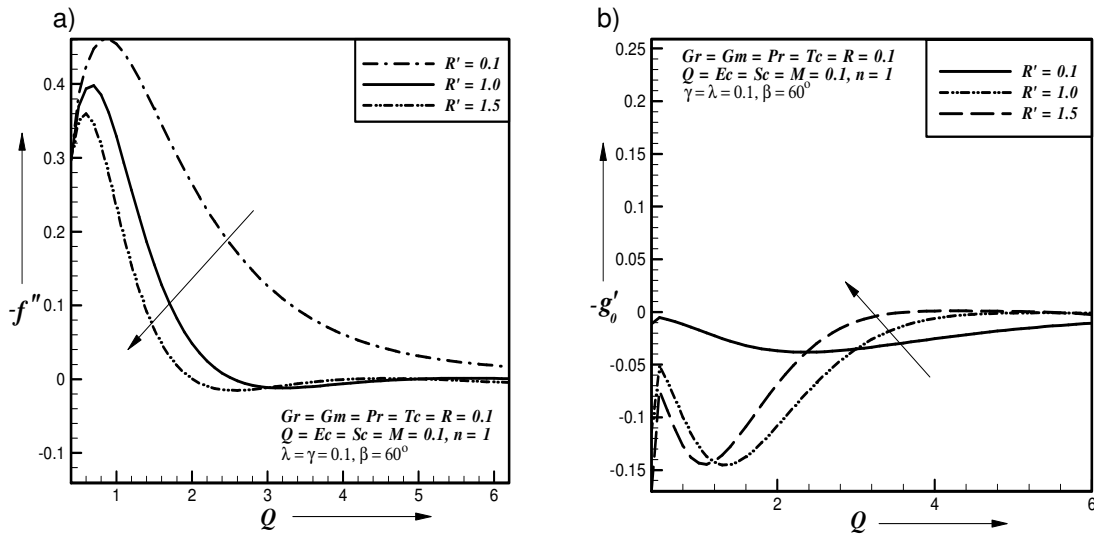 a)
R' = 0.1
R' = 1.0
R' = 1.5
0.4
0.3
0.2
0.1
0
-0.1
-f''
Gr = Gm = Pr = Tc = R = 0.1
Q = Ec = Sc = M = 0.1, n = 1
λ = γ = 0.1, β = 60°
1
2
3
4
5
6
Q
b)
Gr = Gm = Pr = Tc = R = 0.1
Q = Ec = Sc = M = 0.1, n = 1
γ = λ = 0.1, β = 60°
R' = 0.1
R' = 1.0
R' = 1.5
0.25
0.2
0.15
0.1
0.05
0
-0.05
-0.1
-0.15
-g₀'
2
4
6
Q